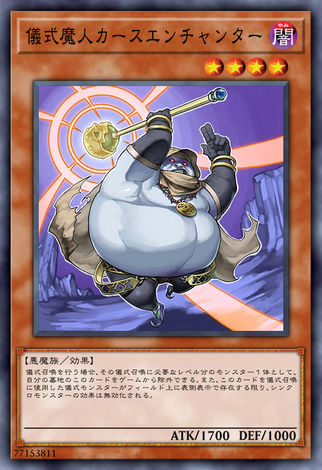 儀式魔人カースエンチャンター
闇
やみ
【悪魔族／効果】
儀式召喚を行う場合、その儀式召喚に必要なレベル分のモンスター１体として、
自分の墓地のこのカードをゲームから除外できる。また、このカードを儀式召喚
に使用した儀式モンスターがフィールド上に表側表示で存在する限り、シンク
ロモンスターの効果は無効化される。
ATK/1700 DEF/1000
77153811